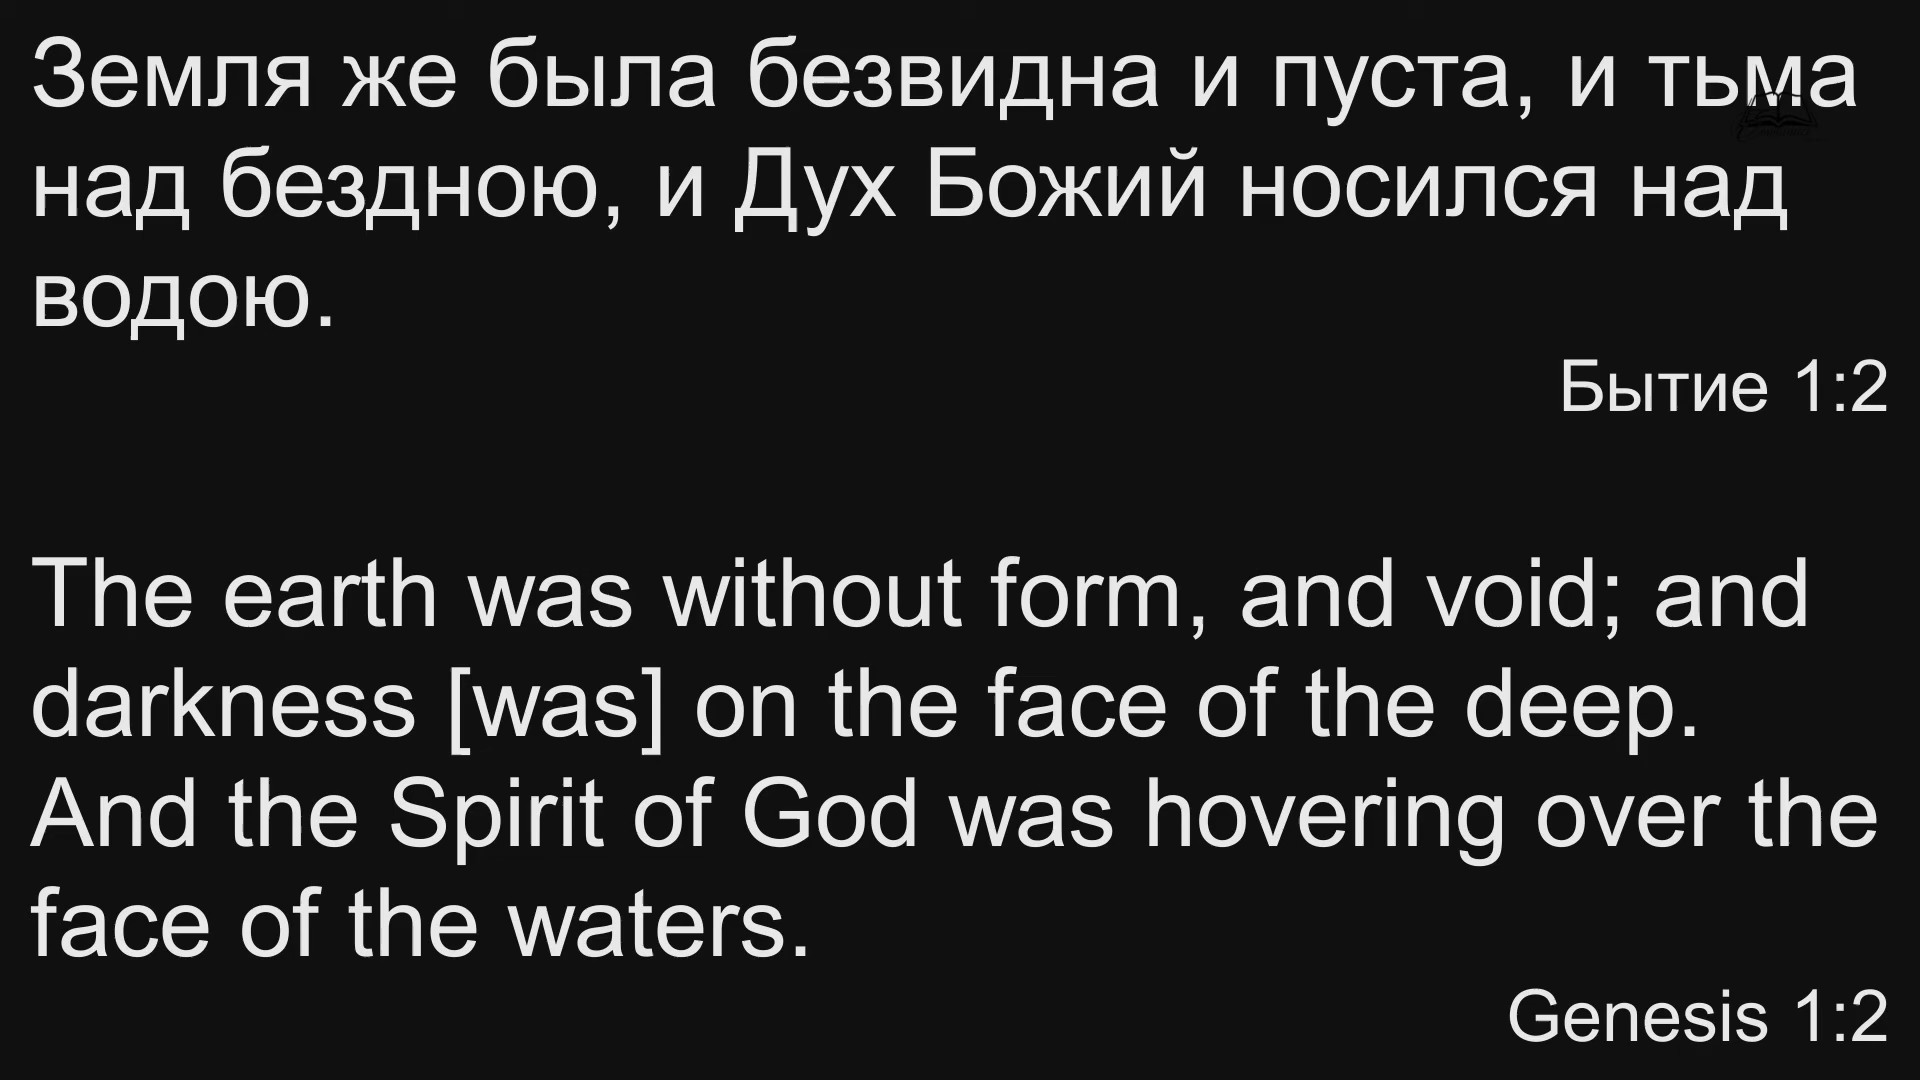 Земля же была безвидна и пуста, и тьма
над бездною, и Дух Божий носился над
водою.
Бытие 1:2
The earth was without form, and void; and
darkness [was] on the face of the deep.
And the Spirit of God was hovering over the
face of the waters.
Genesis 1:2